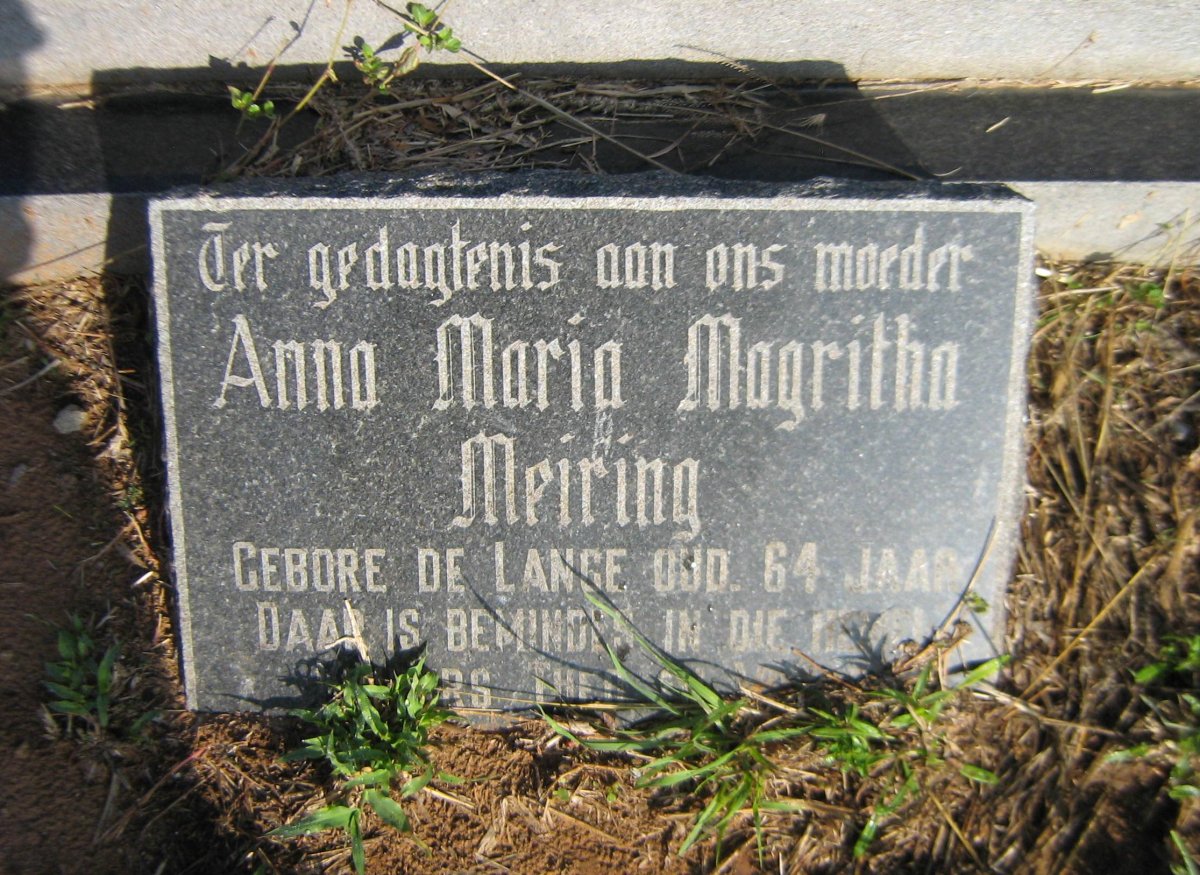 Ter gedagtenis aan ons moeder
Anna Maria Magritha
Meiring
GEBORE DE LANGE OUD. 64 JAAR
DAAR IS BEMINDES IN DIE